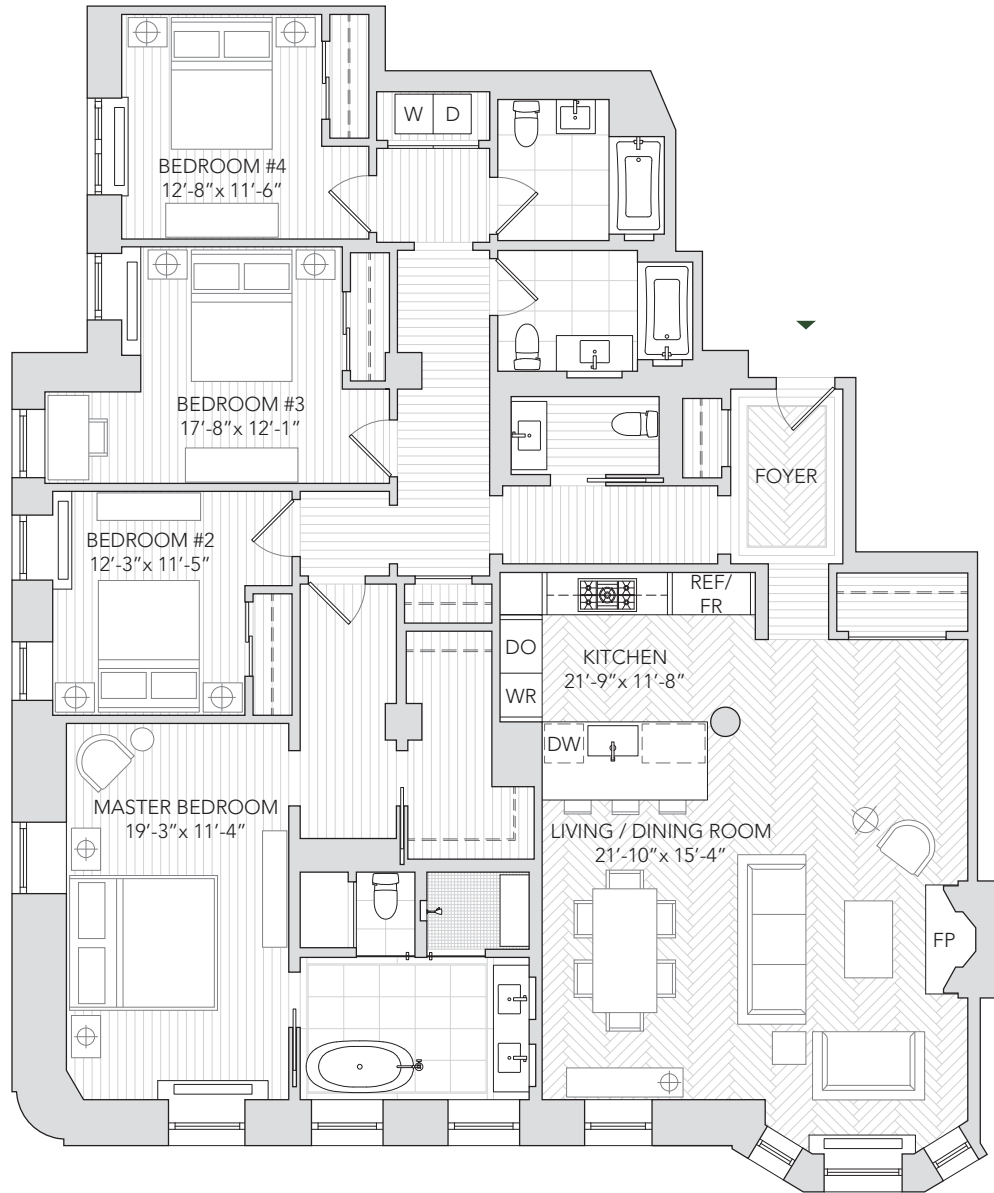 W D
BEDROOM #4
12’-8”x 11’-6”
BEDROOM #3
17’-8”x 12’-1”
FOYER
BEDROOM #2
12’-3”x 11’-5”
REF/
FR
DO
KITCHEN
21’-9”x 11’-8”
WR
DW
MASTER BEDROOM
19’-3”x 11’-4”
LIVING / DINING ROOM
21’-10”x 15’-4”
FP